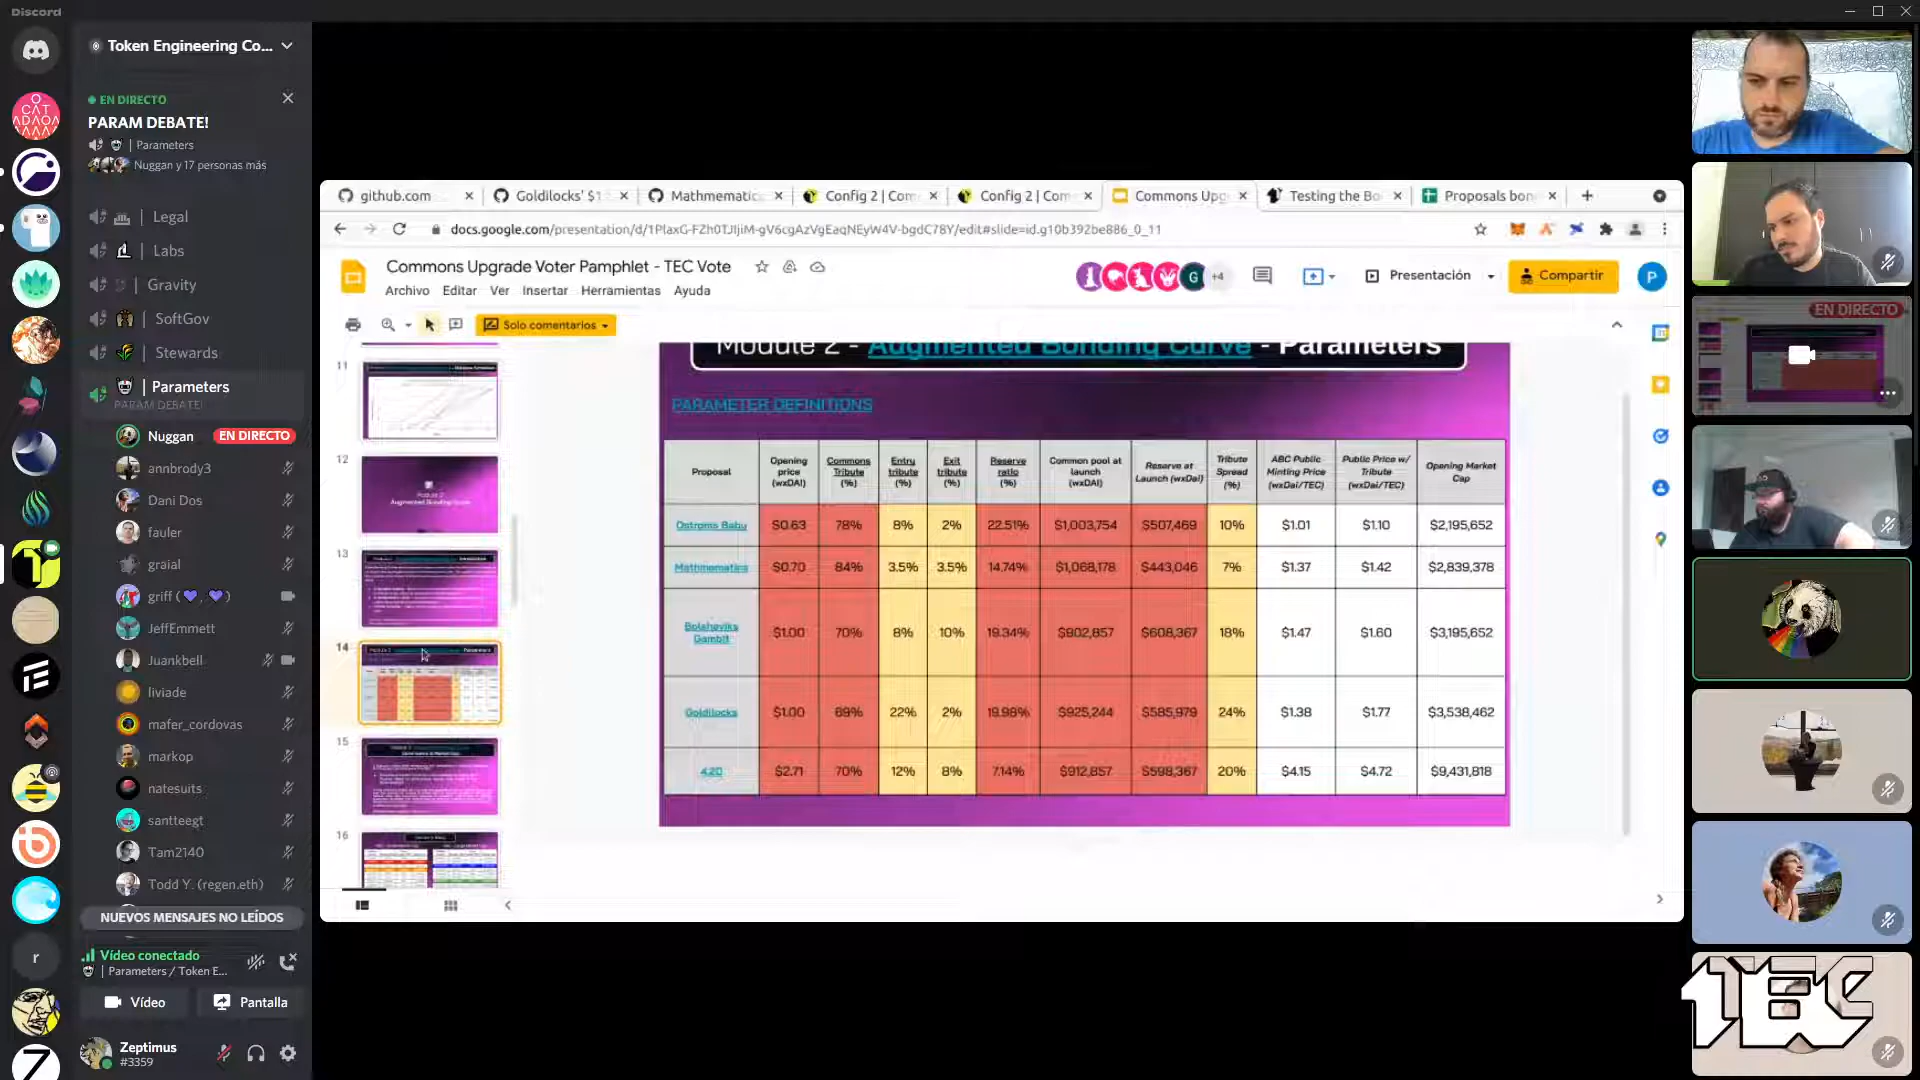 Discord
Token Engineering Co...
EN DIRECTO
PARAM DEBATE!
| Parameters
Nuggan y 17 personas más
| Legal
| Labs
| Gravity
| SoftGov
| Stewards
| Parameters
PARAM DEBATE!
Nuggan EN DIRECTO
annbrody3
Dani Dos
fauler
graial
griff (💜,💜)
JeffEmmett
Juankbell
liviade
mafer_cordovas
markop
natesuits
santteegt
Tam2140
Todd Y. (regen.eth)
NUEVOS MENSAJES NO LEÍDOS
Vídeo conectado
| Parameters / Token E...
Vídeo Pantalla
Zeptimus
#3359
github.com
Goldilocks' $1
Mathmematic
Config 2 | Com
Config 2 | Com
Commons Upg
Testing the Bo
Proposals bon
docs.google.com/presentation/d/1PlaxG-FZh0TJIjiM-gV6cgAzVgEaqNEyW4V-bgdC78Y/edit#slide=id.g10b392be886_0_11
Commons Upgrade Voter Pamphlet - TEC Vote
Archivo Editar Ver Insertar Herramientas Ayuda
G +4
Presentación
Compartir
P
Solo comentarios
11
12
13
14
15
16
Module 2 - Augmented Bonding Curve - Parameters
PARAMETER DEFINITIONS
Proposal | Opening price (wxDAI) | Commons Tribute (%) | Entry tribute (%) | Exit tribute (%) | Reserve ratio (%) | Common pool at launch (wxDAI) | Reserve at Launch (wxDai) | Tribute Spread (%) | ABC Public Minting Price (wxDai/TEC) | Public Price w/ Tribute (wxDai/TEC) | Opening Market Cap
Ostroms Babu $0.63 78% 8% 2% 22.51% $1,003,754 $507,469 10% $1.01 $1.10 $2,195,652
Mathmematics $0.70 84% 3.5% 3.5% 14.74% $1,068,178 $443,046 7% $1.37 $1.42 $2,839,378
Bolsheviks Gambit $1.00 70% 8% 10% 19.34% $902,857 $608,367 18% $1.47 $1.60 $3,195,652
Goldilocks $1.00 69% 22% 2% 19.98% $925,244 $585,979 24% $1.38 $1.77 $3,538,462
420 $2.71 70% 12% 8% 7.14% $912,857 $598,367 20% $4.15 $4.72 $9,431,818
EN DIRECTO
TEC
r